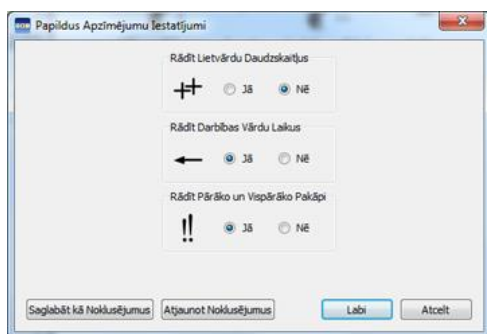 Papildus Apzīmējumu Iestatījumi
Rādīt Lietvārdu Daudzskaitļus
Jā Nē
Rādīt Darbības Vārdu Laikus
Jā Nē
Rādīt Pārāko un Vispārāko Pakāpi
!! Jā Nē
Saglabāt kā Noklusējumus Atjaunot Noklusējumus Labi Atcelt